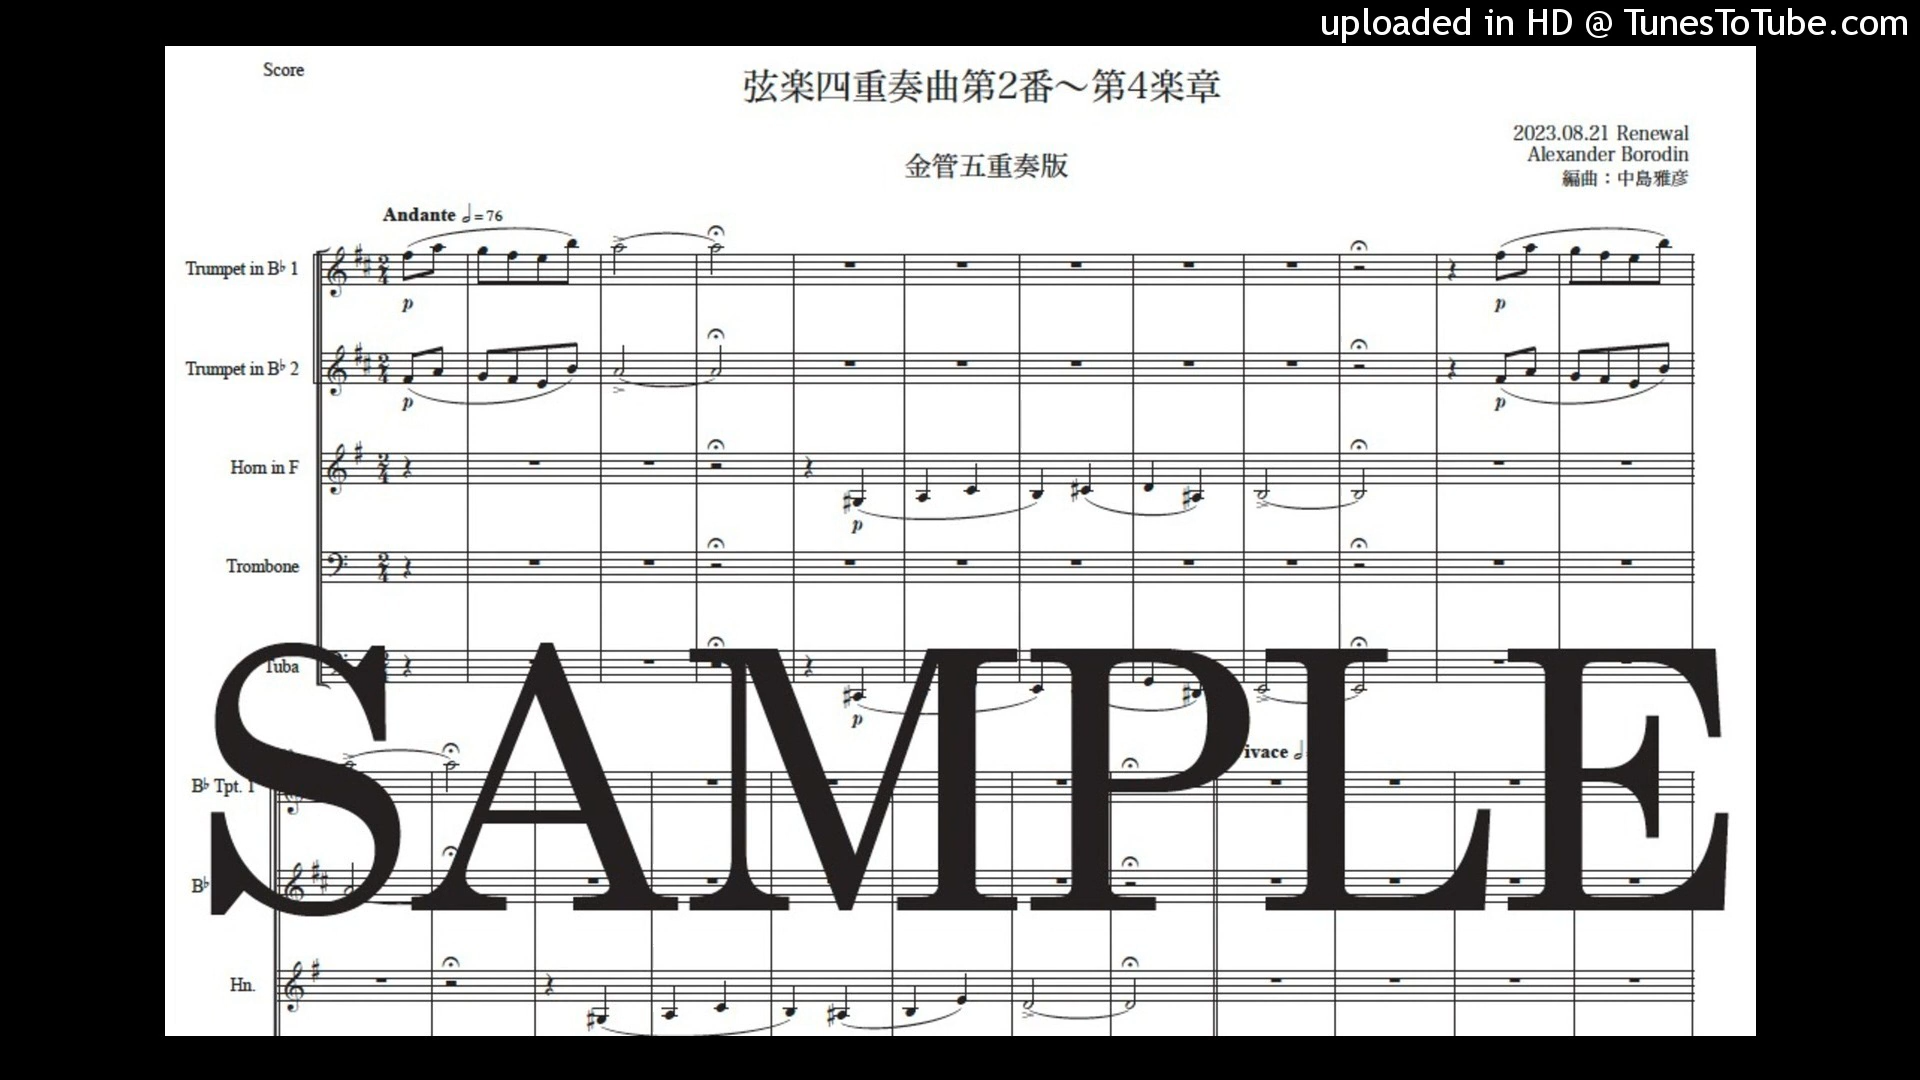 uploaded in HD @ TunesToTube.com
Score
弦楽四重奏曲第2番～第4楽章
2023.08.21 Renewal
Alexander Borodin
編曲：中島雅彦
金管五重奏版
Andante 𝅗𝅥=76
Trumpet in B♭ 1
p
p
Trumpet in B♭ 2
p
p
Horn in F
p
Trombone
Tuba
p
SAMPLE
ivace
B♭ Tpt. 1
B♭
Hn.